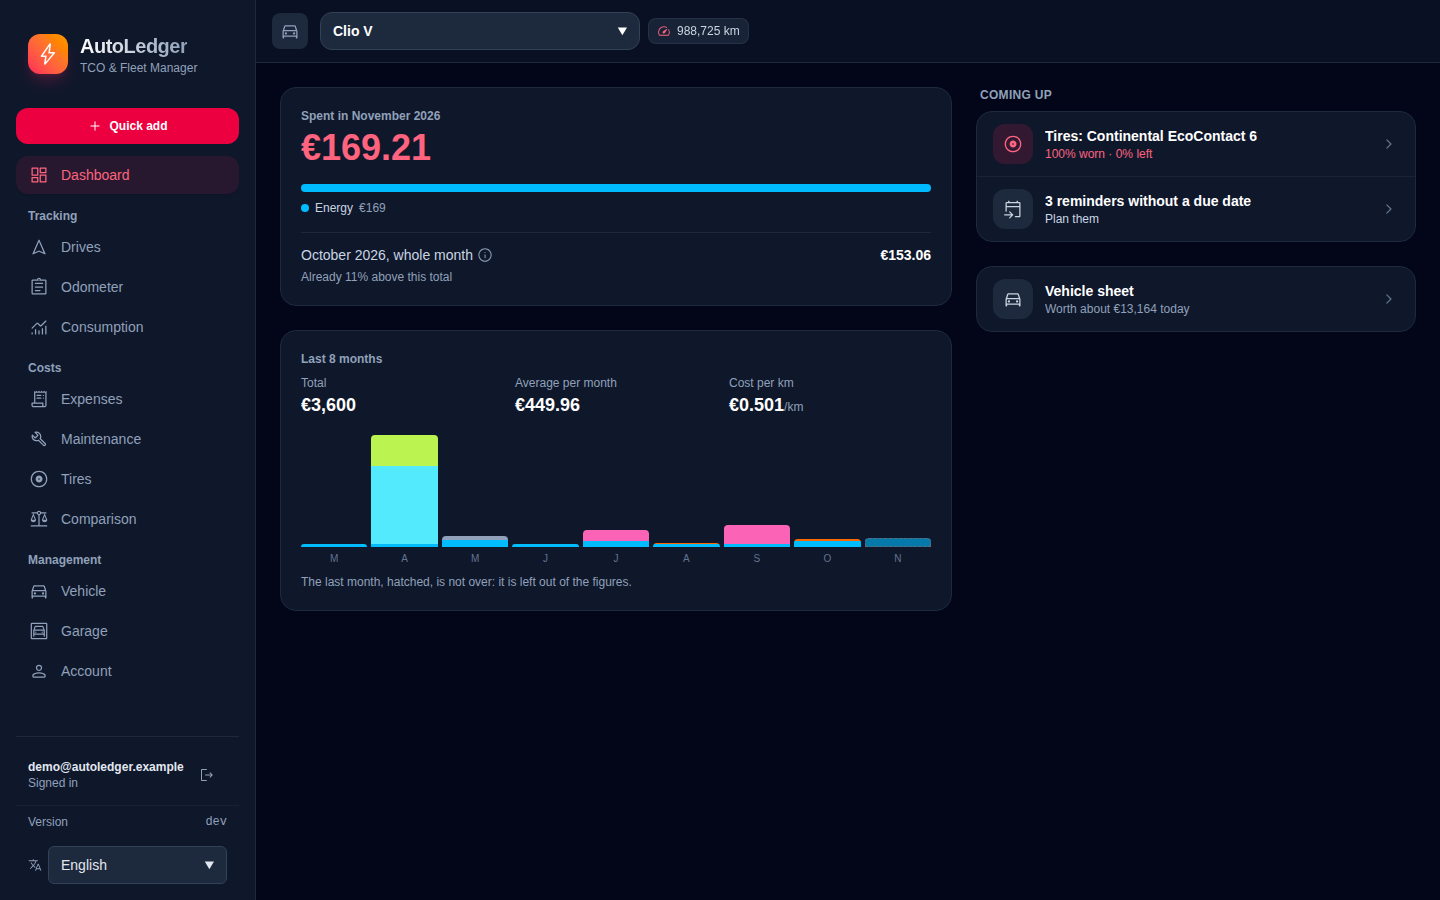 AutoLedger
TCO & Fleet Manager
Quick add
Dashboard
Tracking
Drives
Odometer
Consumption
Costs
Expenses
Maintenance
Tires
Comparison
Management
Vehicle
Garage
Account
demo@autoledger.example
Signed in
Version dev
English
Clio V
988,725 km
Spent in November 2026
€169.21
Energy €169
October 2026, whole month €153.06
Already 11% above this total
Last 8 months
Total Average per month Cost per km
€3,600 €449.96 €0.501/km
M A M J J A S O N
The last month, hatched, is not over: it is left out of the figures.
COMING UP
Tires: Continental EcoContact 6
100% worn · 0% left
3 reminders without a due date
Plan them
Vehicle sheet
Worth about €13,164 today